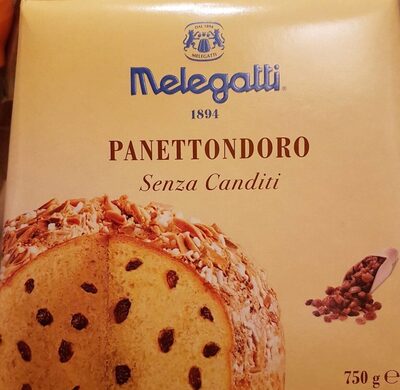 DAL 1894
MELEGATTI
Melegatti
1894
PANETTONDORO
Senza Canditi
750 g ℮